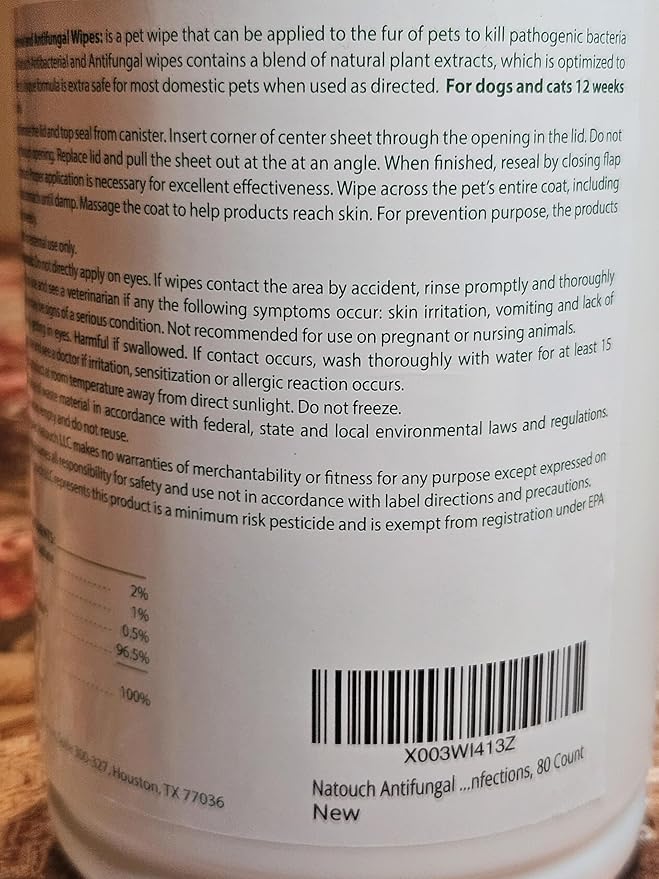 and Antifungal Wipes: is a pet wipe that can be applied to the fur of pets to kill pathogenic bacteria
Antibacterial and Antifungal wipes contains a blend of natural plant extracts, which is optimized to
formula is extra safe for most domestic pets when used as directed. For dogs and cats 12 weeks
the lid and top seal from canister. Insert corner of center sheet through the opening in the lid. Do not
opening. Replace lid and pull the sheet out at the at an angle. When finished, reseal by closing flap
Proper application is necessary for excellent effectiveness. Wipe across the pet's entire coat, including
until damp. Massage the coat to help products reach skin. For prevention purpose, the products
use only.
Do not directly apply on eyes. If wipes contact the area by accident, rinse promptly and thoroughly
and see a veterinarian if any the following symptoms occur: skin irritation, vomiting and lack of
signs of a serious condition. Not recommended for use on pregnant or nursing animals.
in eyes. Harmful if swallowed. If contact occurs, wash thoroughly with water for at least 15
a doctor if irritation, sensitization or allergic reaction occurs.
at room temperature away from direct sunlight. Do not freeze.
material in accordance with federal, state and local environmental laws and regulations.
empty and do not reuse.
LLC makes no warranties of merchantability or fitness for any purpose except expressed on
all responsibility for safety and use not in accordance with label directions and precautions.
represents this product is a minimum risk pesticide and is exempt from registration under EPA
2%
1%
0.5%
96.5%
100%
300-327, Houston, TX 77036
X003WI413Z
Natouch Antifungal ...nfections, 80 Count
New